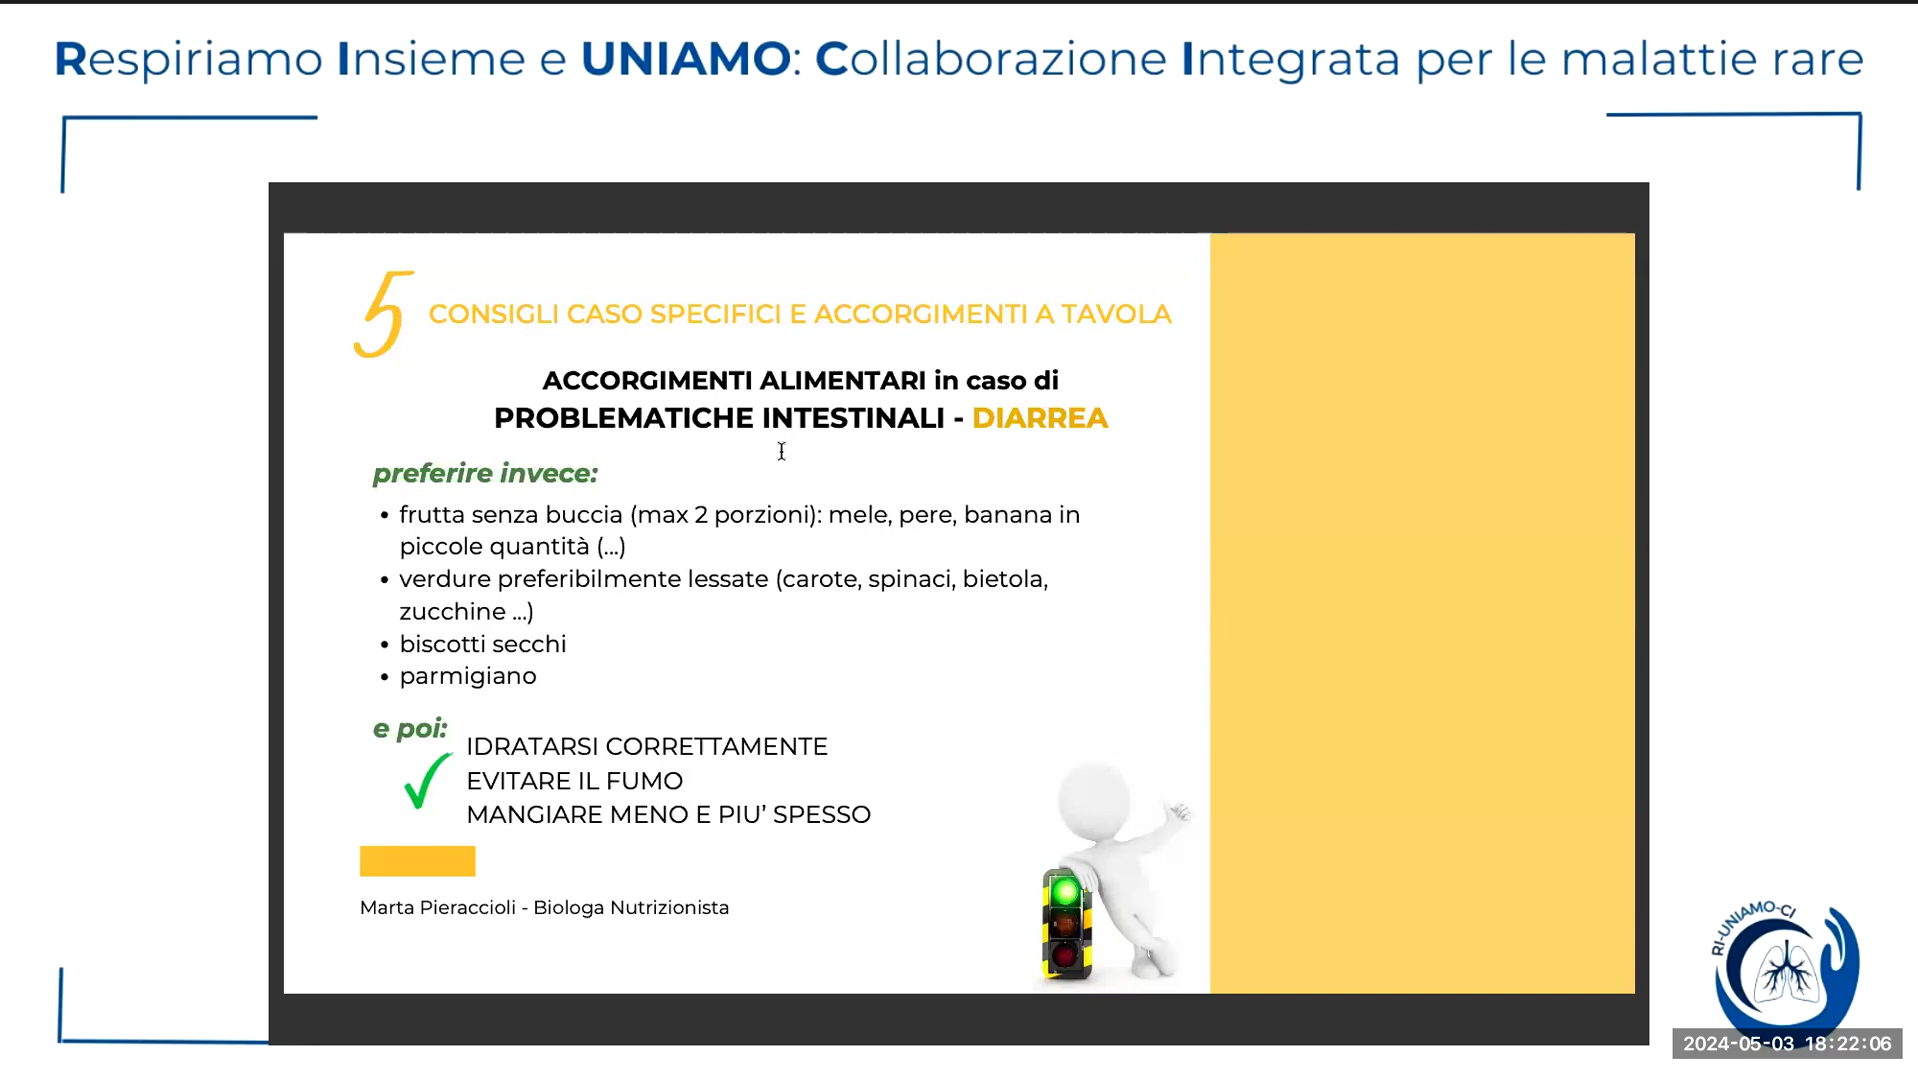 Respiriamo Insieme e UNIAMO: Collaborazione Integrata per le malattie rare
5 CONSIGLI CASO SPECIFICI E ACCORGIMENTI A TAVOLA
ACCORGIMENTI ALIMENTARI in caso di
PROBLEMATICHE INTESTINALI - DIARREA
preferire invece:
• frutta senza buccia (max 2 porzioni): mele, pere, banana in
piccole quantità (...)
• verdure preferibilmente lessate (carote, spinaci, bietola,
zucchine ...)
• biscotti secchi
• parmigiano
e poi:
IDRATARSI CORRETTAMENTE
EVITARE IL FUMO
MANGIARE MENO E PIU' SPESSO
Marta Pieraccioli - Biologa Nutrizionista
RI-UNIAMO-CI
2024-05-03 18:22:06